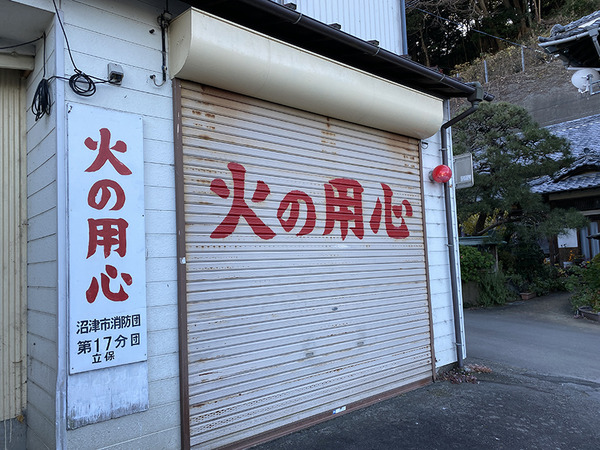 火の用心
沼津市消防団
第17分団
立保
火の用心